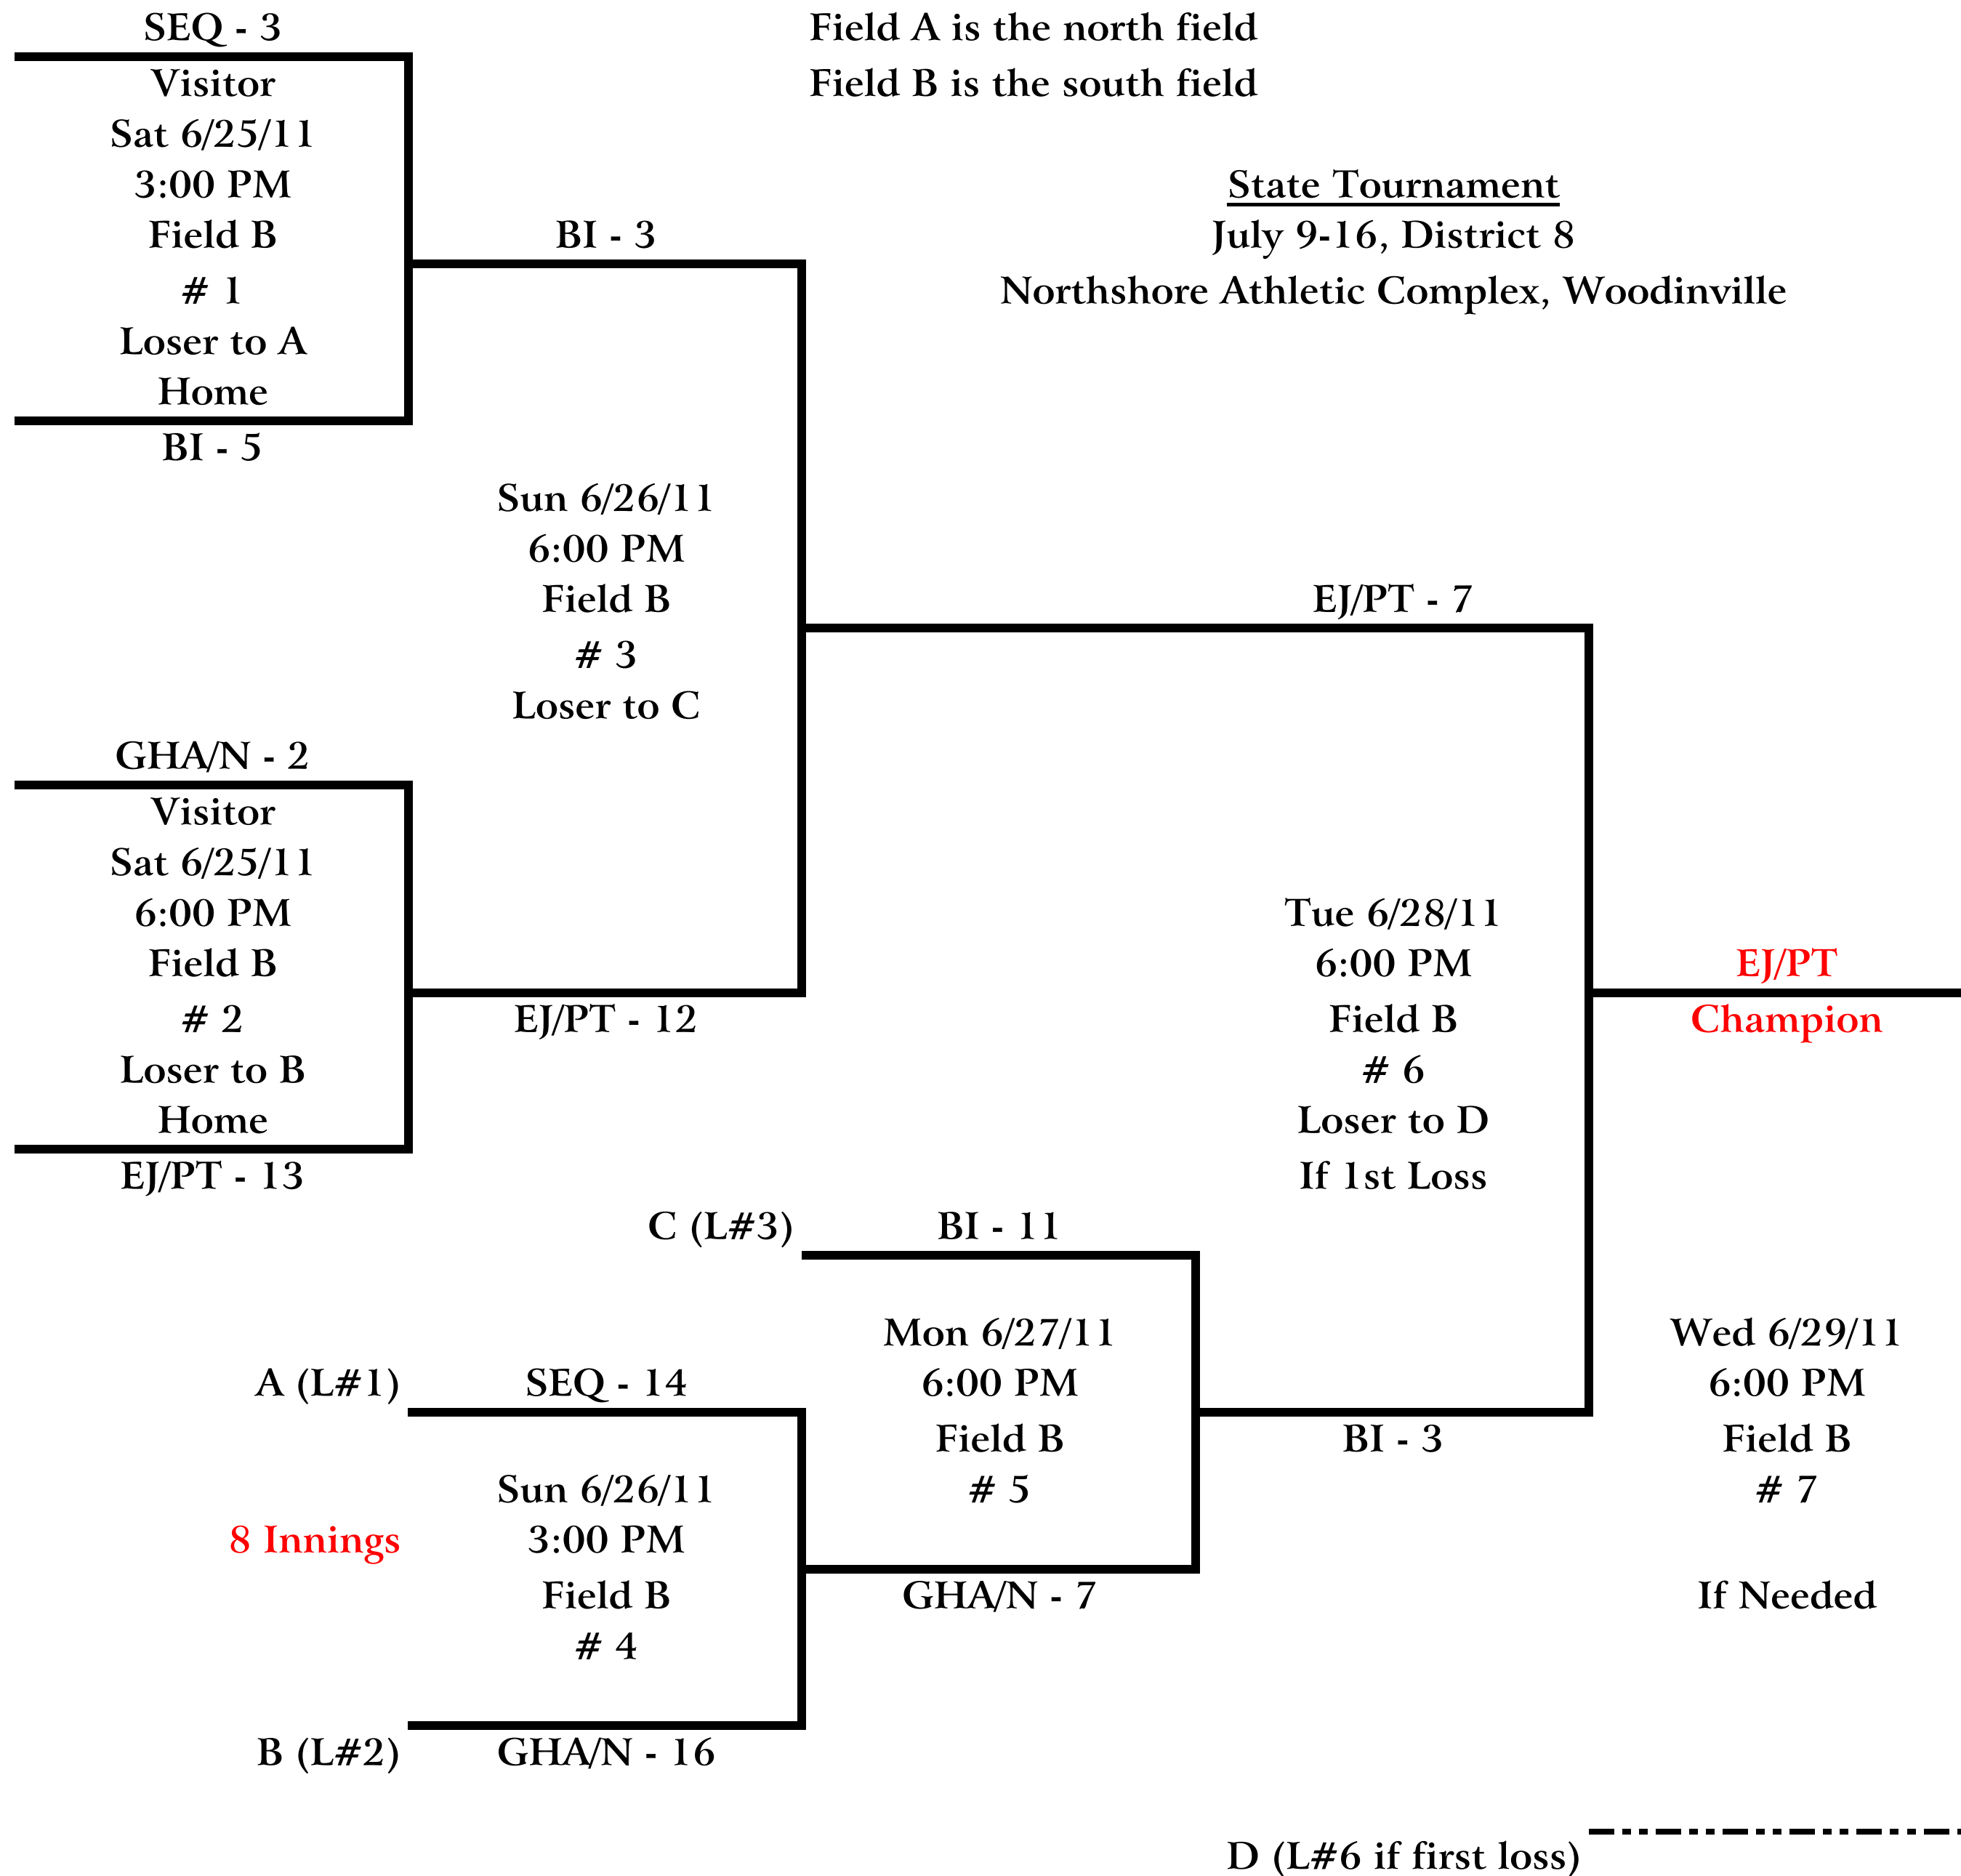 SEQ - 3
Visitor
Sat 6/25/11
3:00 PM
Field B
# 1
Loser to A
Home
BI - 5
Field A is the north field
Field B is the south field
State Tournament
July 9-16, District 8
Northshore Athletic Complex, Woodinville
BI - 3
Sun 6/26/11
6:00 PM
Field B
# 3
Loser to C
EJ/PT - 7
GHA/N - 2
Visitor
Sat 6/25/11
6:00 PM
Field B
# 2
Loser to B
Home
EJ/PT - 13
EJ/PT - 12
Tue 6/28/11
6:00 PM
Field B
# 6
Loser to D
If 1st Loss
EJ/PT
Champion
C (L#3)
BI - 11
Mon 6/27/11
6:00 PM
Field B
# 5
BI - 3
Wed 6/29/11
6:00 PM
Field B
# 7
If Needed
A (L#1)
SEQ - 14
8 Innings
Sun 6/26/11
3:00 PM
Field B
# 4
GHA/N - 7
B (L#2)
GHA/N - 16
D (L#6 if first loss)